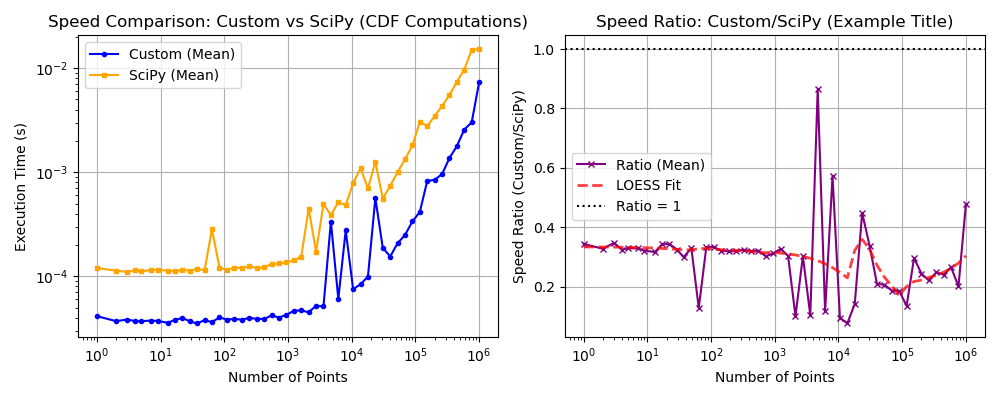 Speed Comparison: Custom vs SciPy (CDF Computations)
Custom (Mean)
SciPy (Mean)
Execution Time (s)
10⁻²
10⁻³
10⁻⁴
10⁰ 10¹ 10² 10³ 10⁴ 10⁵ 10⁶
Number of Points
Speed Ratio: Custom/SciPy (Example Title)
Ratio (Mean)
LOESS Fit
Ratio = 1
Speed Ratio (Custom/SciPy)
1.0
0.8
0.6
0.4
0.2
10⁰ 10¹ 10² 10³ 10⁴ 10⁵ 10⁶
Number of Points